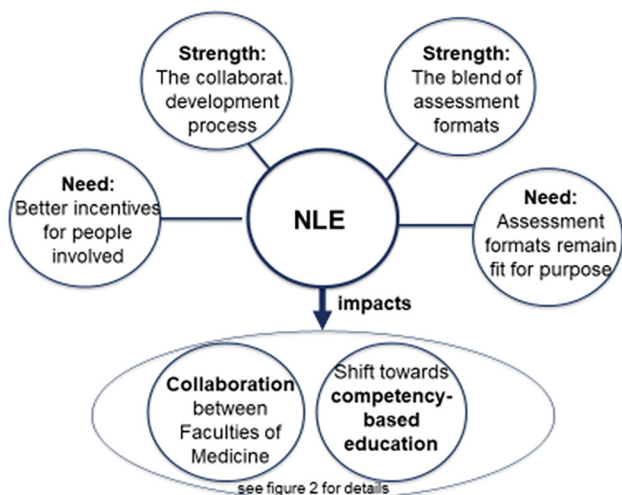 Strength:
The collaborat.
development
process
Strength:
The blend of
assessment
formats
Need:
Better incentives
for people
involved
NLE
Need:
Assessment
formats remain
fit for purpose
impacts
Collaboration
between
Faculties of
Medicine
Shift towards
competency-
based
education
see figure 2 for details